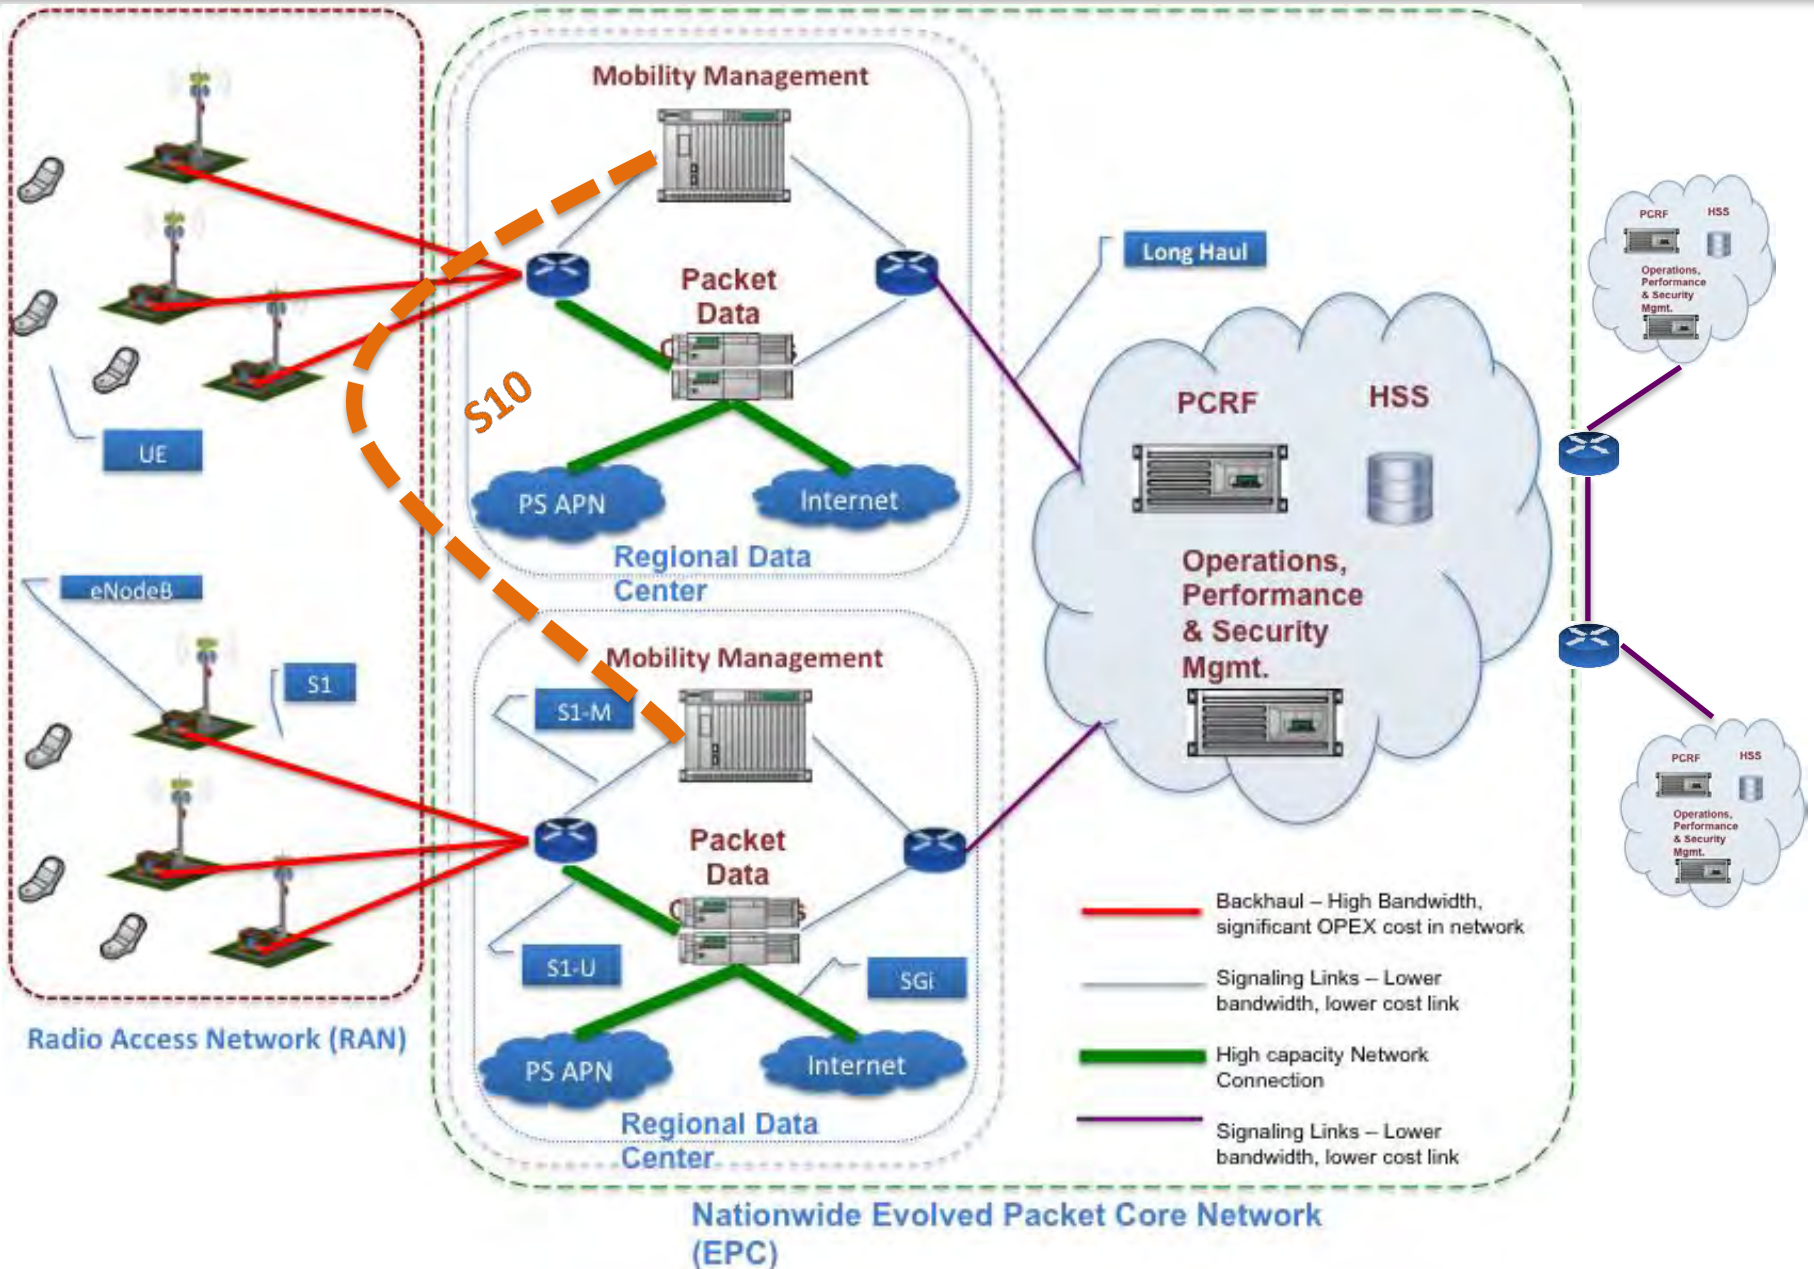 Mobility Management
Packet
Data
S10
UE
PS APN
Internet
Regional Data
Center
Long Haul
PCRF
HSS
Operations,
Performance
& Security
Mgmt.
eNodeB
S1
Mobility Management
S1-M
Packet
Data
S1-U
SGi
PS APN
Internet
Regional Data
Center
Radio Access Network (RAN)
PCRF
HSS
Operations,
Performance
& Security
Mgmt.
PCRF
HSS
Operations,
Performance
& Security
Mgmt.
Backhaul – High Bandwidth,
significant OPEX cost in network
Signaling Links – Lower
bandwidth, lower cost link
High capacity Network
Connection
Signaling Links – Lower
bandwidth, lower cost link
Nationwide Evolved Packet Core Network
(EPC)